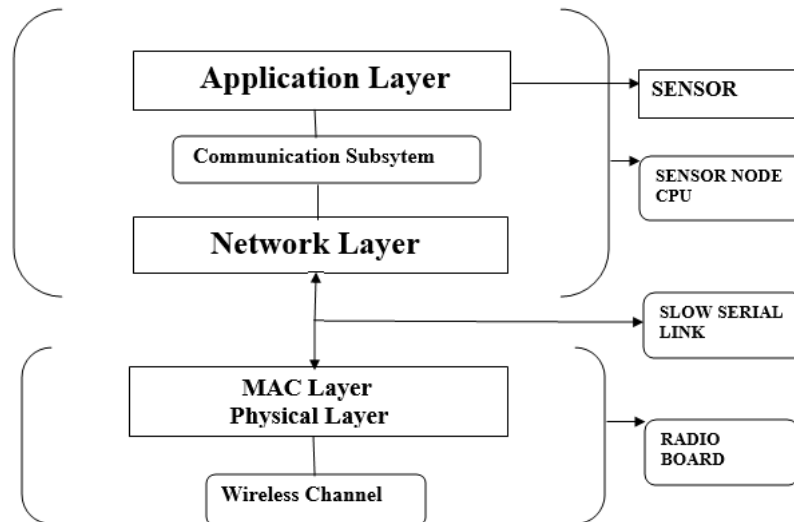 Application Layer
SENSOR
Communication Subsytem
SENSOR NODE
CPU
Network Layer
SLOW SERIAL
LINK
MAC Layer
Physical Layer
RADIO
BOARD
Wireless Channel